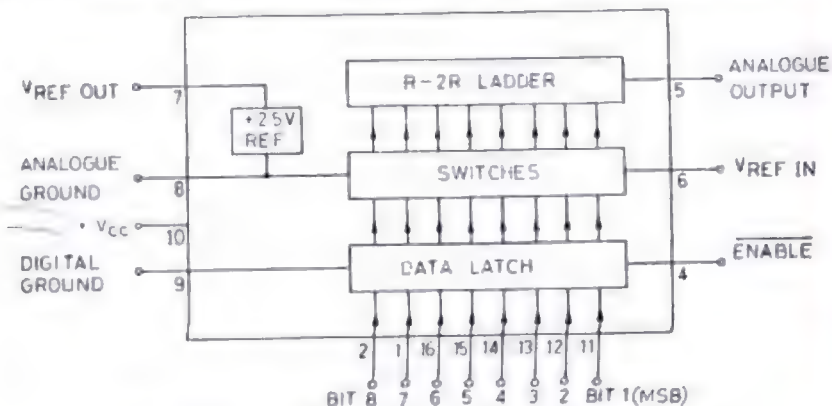 R-2R LADDER
VREF OUT
7
+2.5V
REF
5
ANALOGUE
OUTPUT
ANALOGUE
GROUND
8
SWITCHES
6
VREF IN
VCC
10
DIGITAL
GROUND
9
DATA LATCH
4
ENABLE
2 1 16 15 14 13 12 11
BIT 8 7 6 5 4 3 2 BIT 1(MSB)